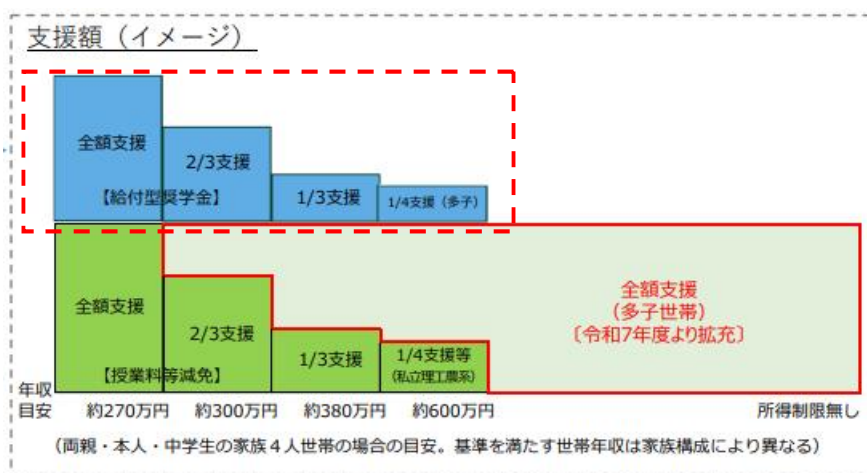 支援額（イメージ）
全額支援
2/3支援
1/3支援
1/4支援（多子）
【給付型奨学金】
全額支援
2/3支援
1/3支援
1/4支援等
（私立理工農系）
【授業料等減免】
全額支援
（多子世帯）
〔令和7年度より拡充〕
年収
目安 約270万円 約300万円 約380万円 約600万円 所得制限無し
（両親・本人・中学生の家族４人世帯の場合の目安。基準を満たす世帯年収は家族構成により異なる）